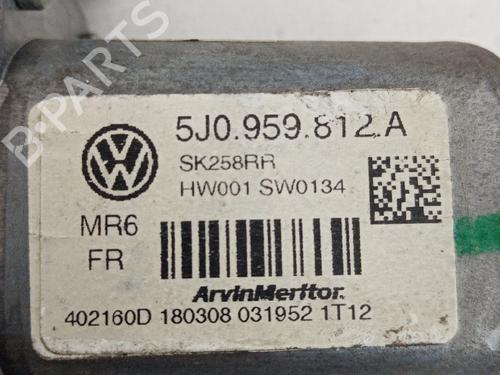 B-PARTS
5J0.959.812.A
SK258RR
HW001 SW0134
MR6
FR
ArvinMeritor.
402160D 180308 031952 1T12